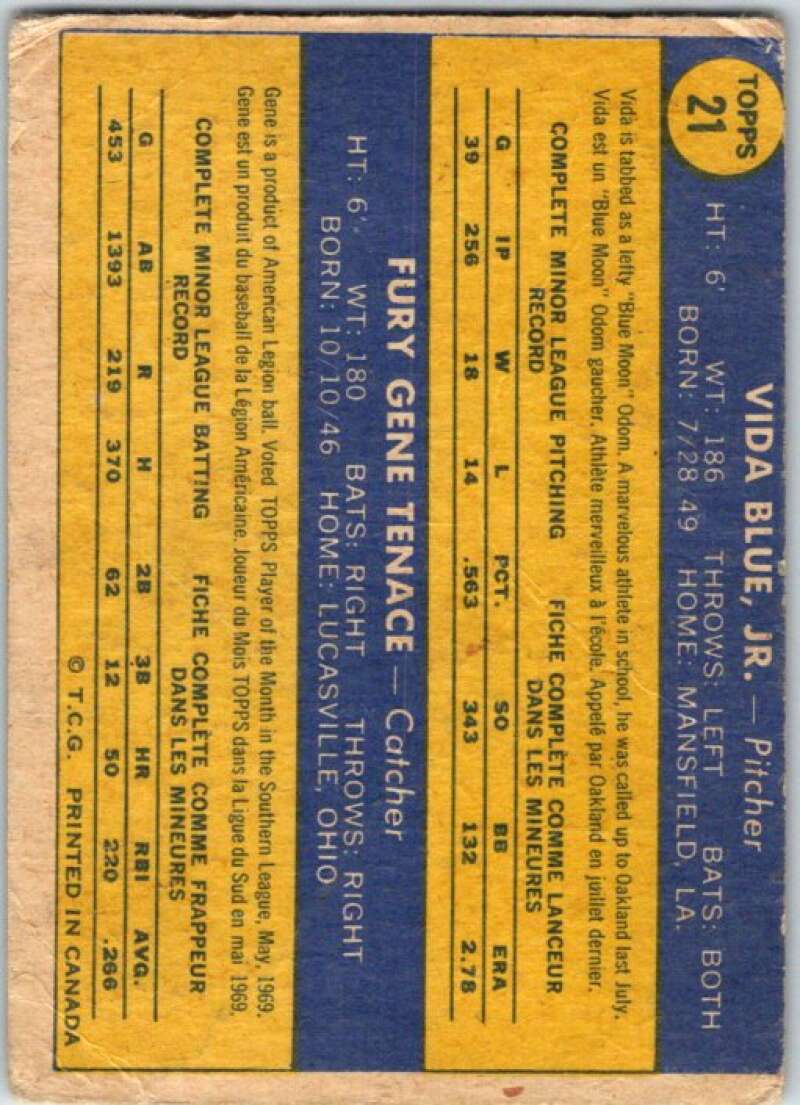 TOPPS
21
VIDA BLUE, JR. — Pitcher
HT: 6' WT: 186 THROWS: LEFT BATS: BOTH
BORN: 7/28/49 HOME: MANSFIELD, LA.
Vida is tabbed as a lefty "Blue Moon" Odom. A marvelous athlete in school, he was called up to Oakland last July.
Vida est un "Blue Moon" Odom gaucher. Athlète merveilleux à l'école. Appelé par Oakland en juillet dernier.
COMPLETE MINOR LEAGUE PITCHING RECORD
FICHE COMPLÈTE COMME LANCEUR DANS LES MINEURES
G IP W L PCT. SO BB ERA
39 256 18 14 .563 343 132 2.78
FURY GENE TENACE — Catcher
HT: 6' WT: 180 BATS: RIGHT THROWS: RIGHT
BORN: 10/10/46 HOME: LUCASVILLE, OHIO
Gene is a product of American Legion ball. Voted TOPPS Player of the Month in the Southern League, May, 1969.
Gene est un produit du baseball de la Légion Américaine. Joueur du Mois TOPPS dans la Ligue du Sud en mai 1969.
COMPLETE MINOR LEAGUE BATTING RECORD
FICHE COMPLÈTE COMME FRAPPEUR DANS LES MINEURES
G AB R H 2B 3B HR RBI AVG.
453 1393 219 370 62 12 50 220 .266
© T.C.G. PRINTED IN CANADA